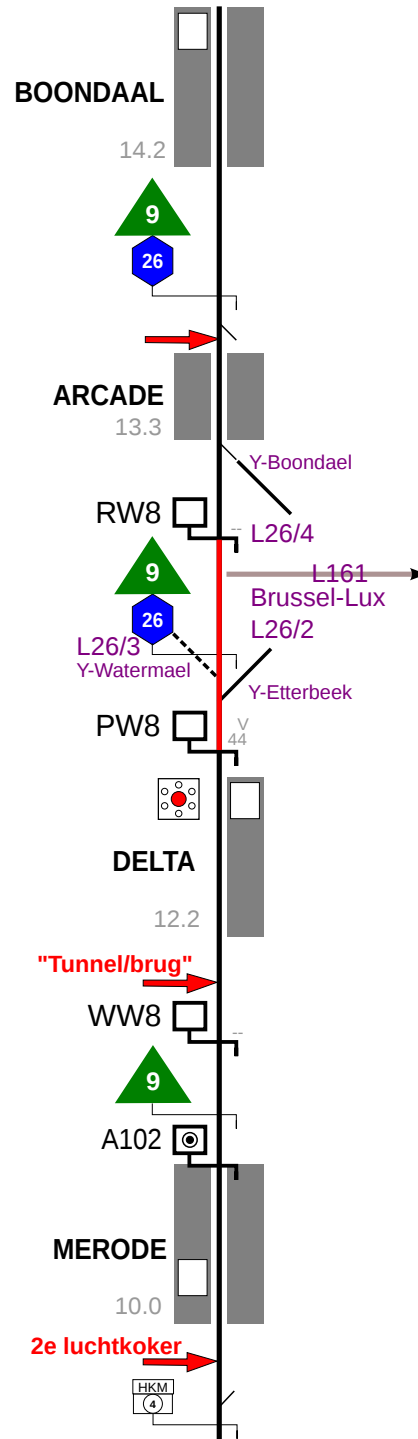 BOONDAAL
14.2
9
26
ARCADE
13.3
Y-Boondael
RW8
--
L26/4
9
L161
Brussel-Lux
26
L26/3
L26/2
Y-Watermael
Y-Etterbeek
PW8
V
44
DELTA
12.2
"Tunnel/brug"
WW8
--
9
A102
MERODE
10.0
2e luchtkoker
HKM
4